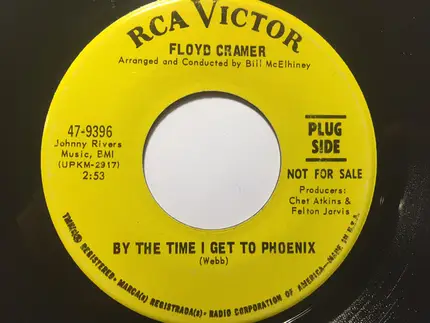 RCA VICTOR
FLOYD CRAMER
Arranged and Conducted by Bill McElhiney
47-9396
Johnny Rivers
Music, BMI
(UPKM-2917)
2:53
PLUG
SIDE
NOT FOR SALE
Producers:
Chet Atkins &
Felton Jarvis
BY THE TIME I GET TO PHOENIX
(Webb)
TMK(s)® REGISTERED • MARCA(s) REGISTRADA(s) • RADIO CORPORATION OF AMERICA—MADE IN U.S.A.